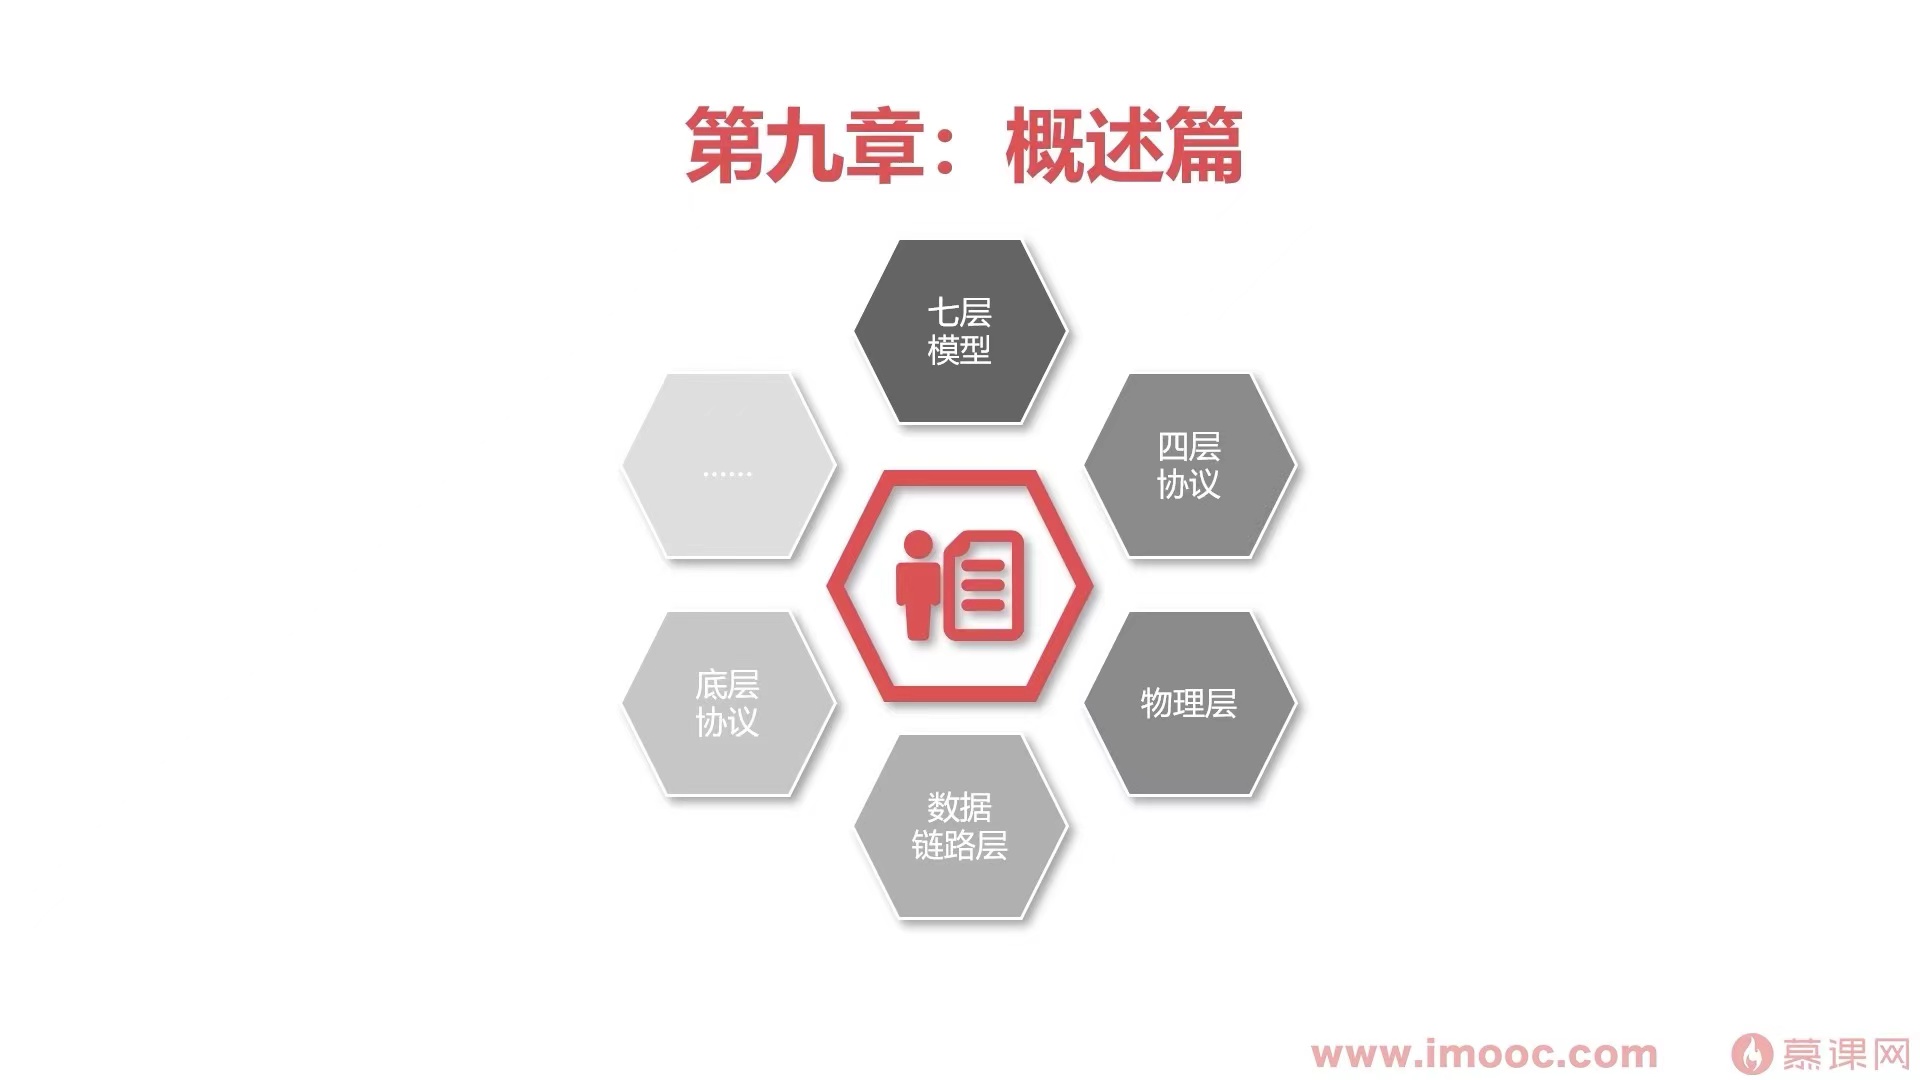 第九章：概述篇
七层
模型
四层
协议
物理层
数据
链路层
底层
协议
……
www.imooc.com
慕课网